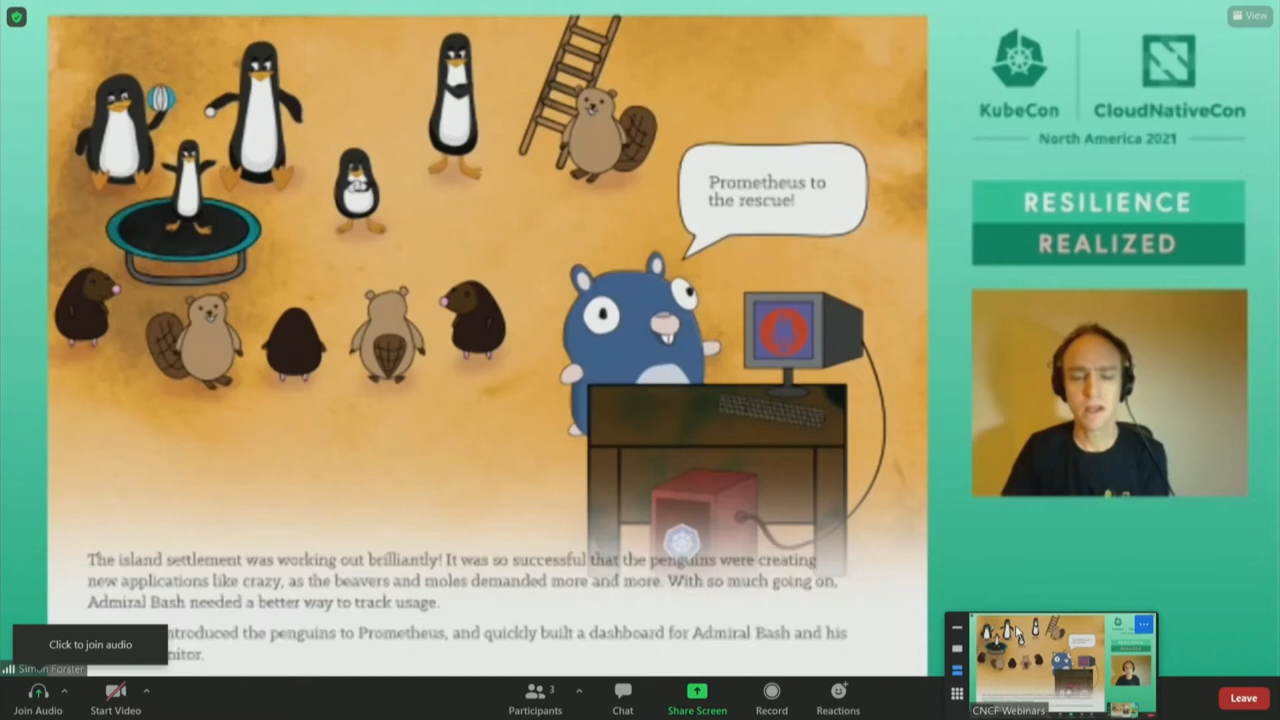 View
KubeCon
CloudNativeCon
North America 2021
RESILIENCE
REALIZED
Prometheus to
the rescue!
The island settlement was working out brilliantly! It was so successful that the penguins were creating
new applications like crazy, as the beavers and moles demanded more and more. With so much going on,
Admiral Bash needed a better way to track usage.
introduced the penguins to Prometheus, and quickly built a dashboard for Admiral Bash and his
nitor.
Click to join audio
Simon Forster
CNCF Webinars
Join Audio
Start Video
Participants
3
Chat
Share Screen
Record
Reactions
Leave